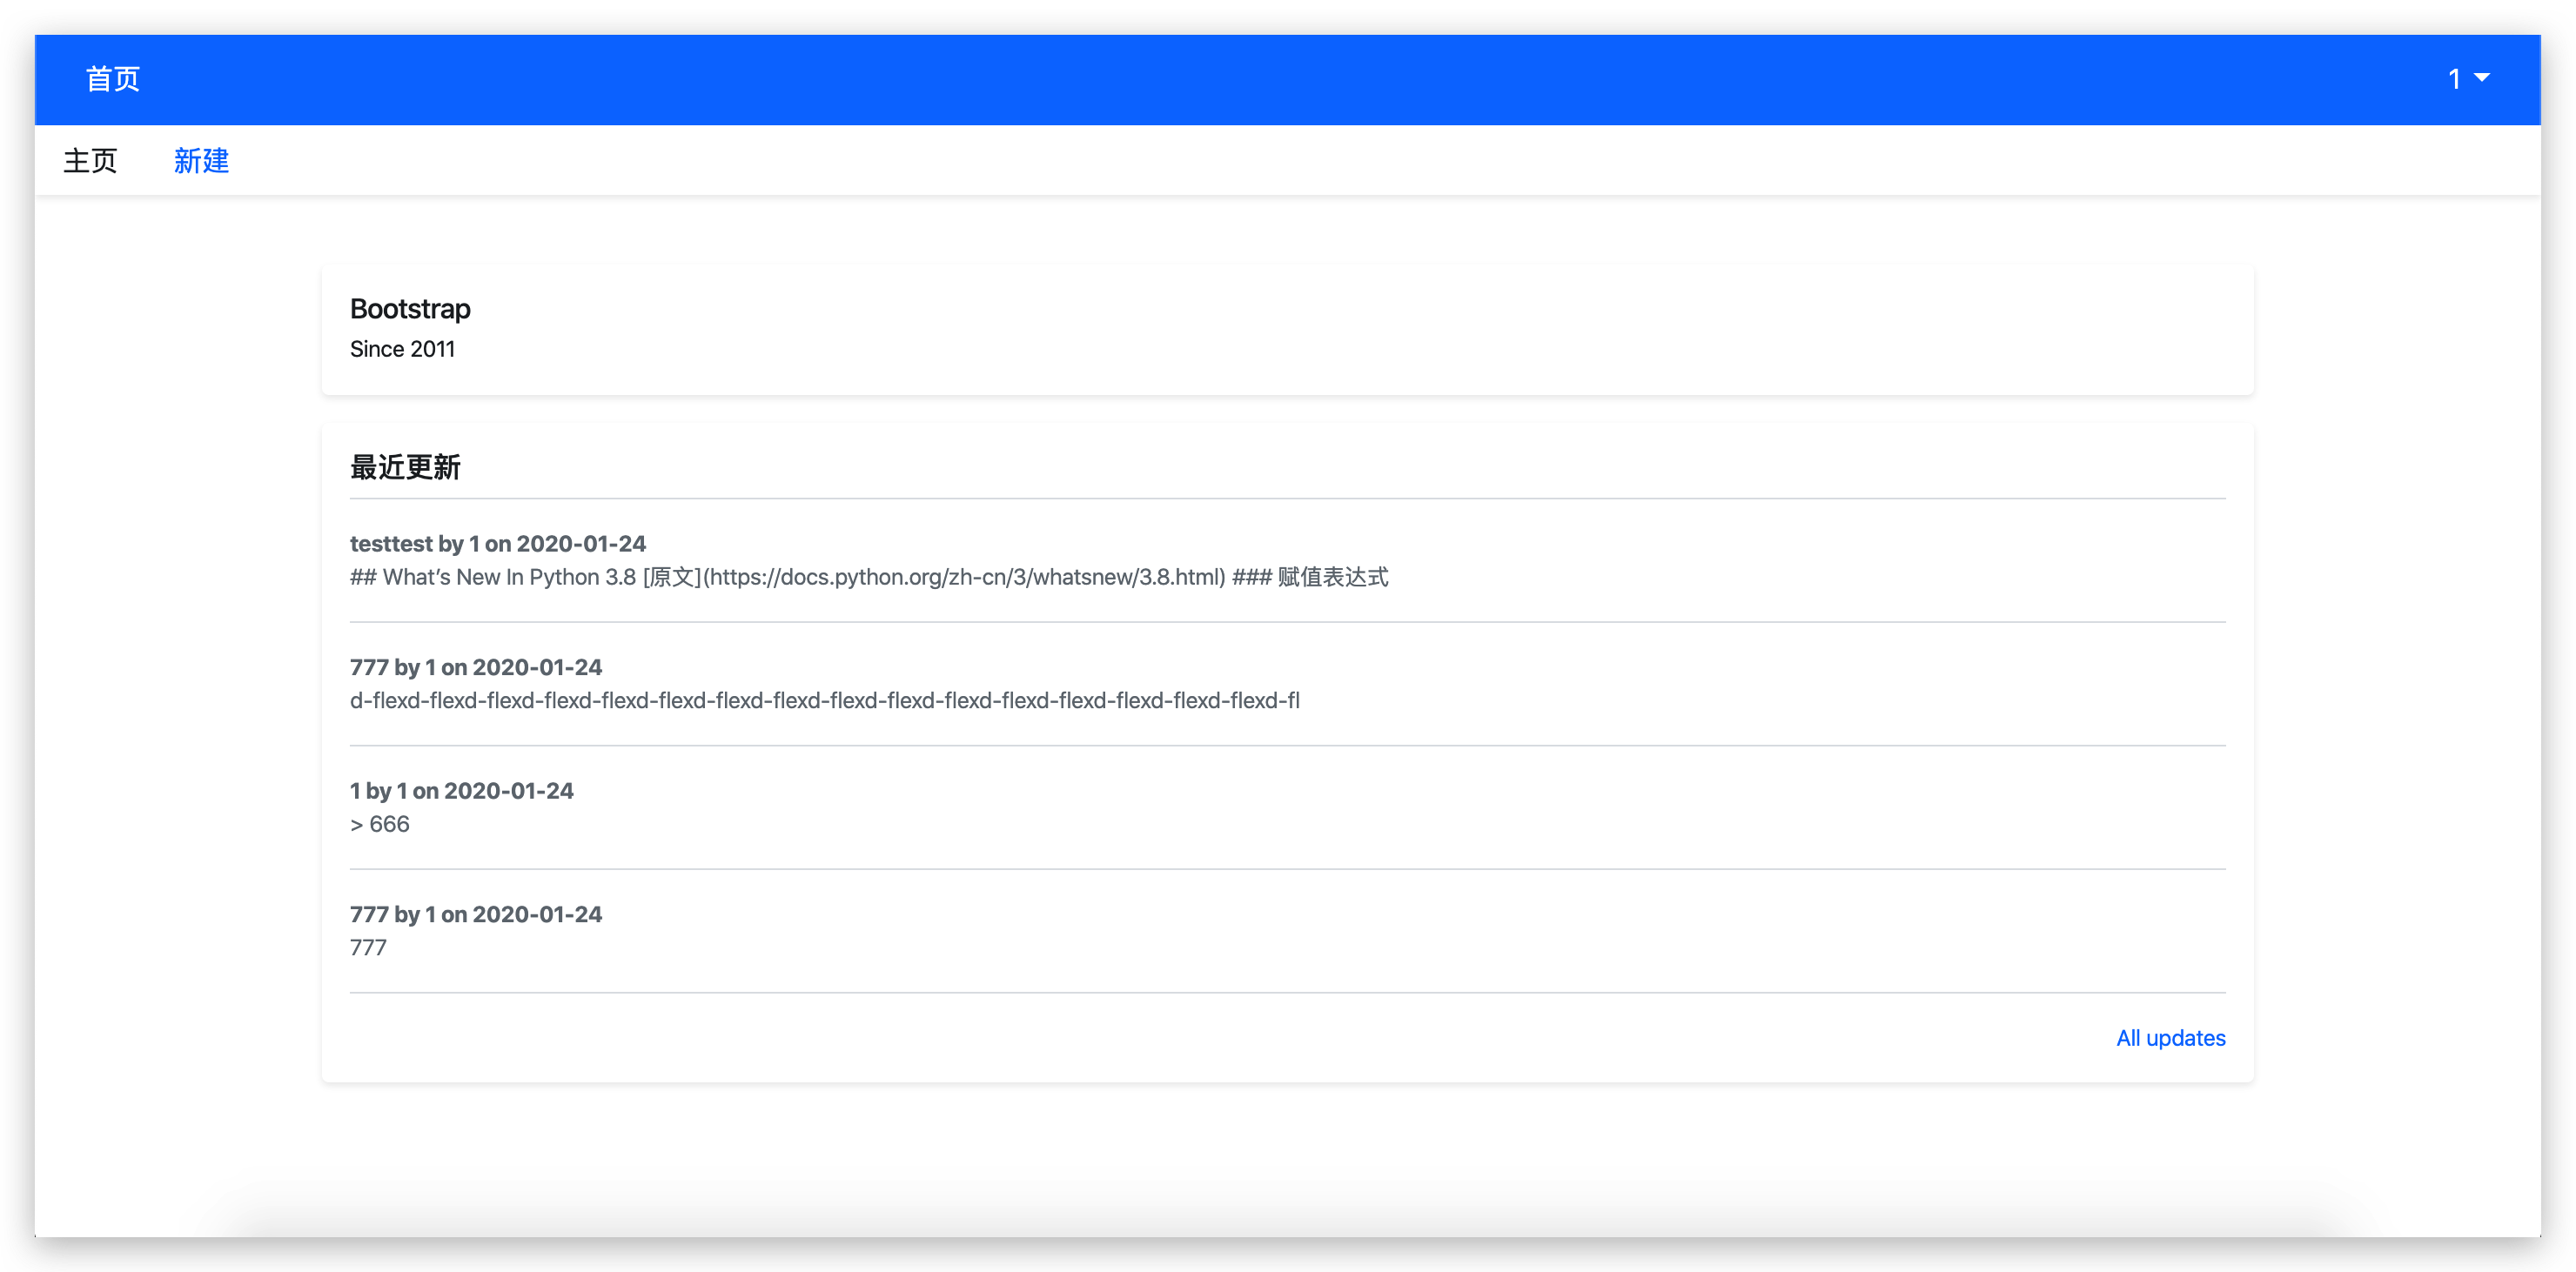 首页 1
主页 新建
Bootstrap
Since 2011
最近更新
testtest by 1 on 2020-01-24
## What’s New In Python 3.8 [原文](https://docs.python.org/zh-cn/3/whatsnew/3.8.html) ### 赋值表达式
777 by 1 on 2020-01-24
d-flexd-flexd-flexd-flexd-flexd-flexd-flexd-flexd-flexd-flexd-flexd-flexd-flexd-flexd-flexd-flexd-fl
1 by 1 on 2020-01-24
> 666
777 by 1 on 2020-01-24
777
All updates